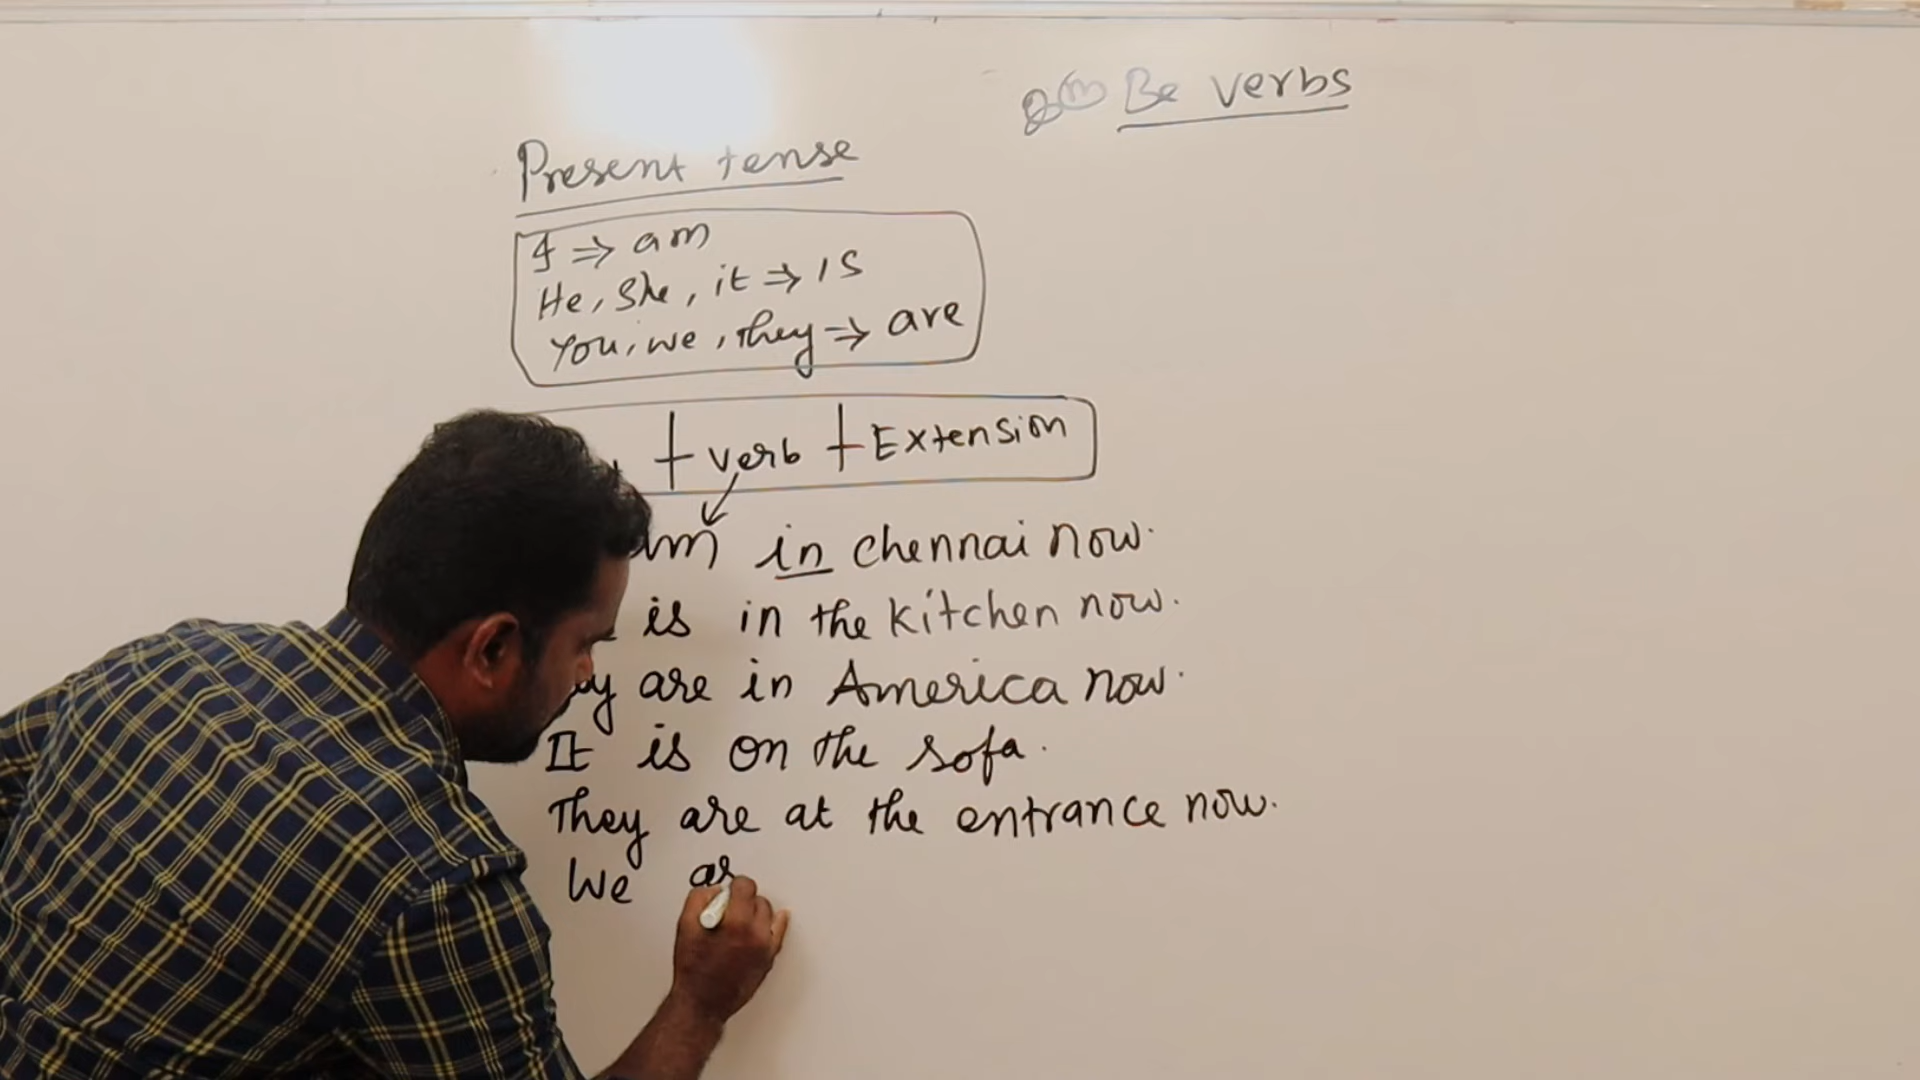 Be verbs
Present tense
I ⇒ am
He, She, it ⇒ is
You, we, they ⇒ are
+ verb + Extension
am in chennai now.
is in the kitchen now.
are in America now.
It is on the sofa.
They are at the entrance now.
We